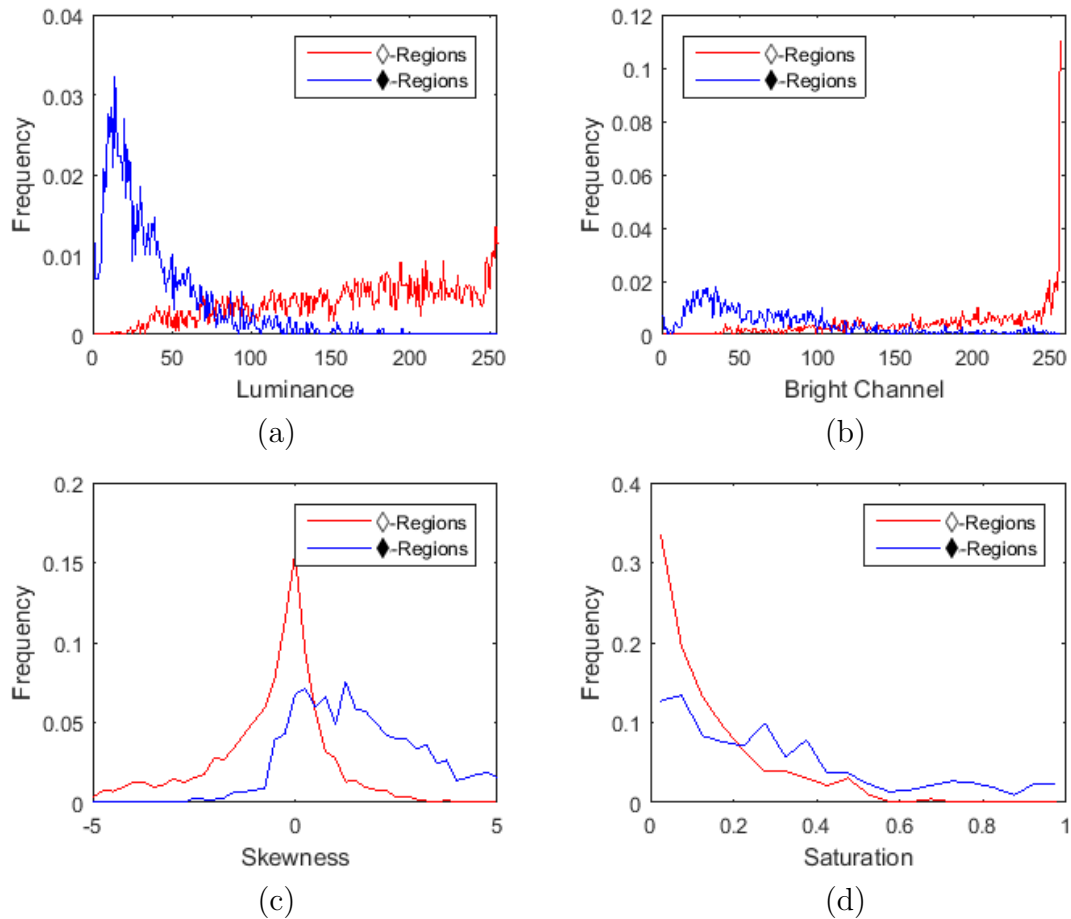 0.04
0.03
0.02
0.01
0
Frequency
◇-Regions
◆-Regions
0 50 100 150 200 250
Luminance
(a)
0.12
0.1
0.08
0.06
0.04
0.02
0
Frequency
◇-Regions
◆-Regions
0 50 100 150 200 250
Bright Channel
(b)
0.2
0.15
0.1
0.05
0
Frequency
◇-Regions
◆-Regions
-5 0 5
Skewness
(c)
0.4
0.3
0.2
0.1
0
Frequency
◇-Regions
◆-Regions
0 0.2 0.4 0.6 0.8 1
Saturation
(d)